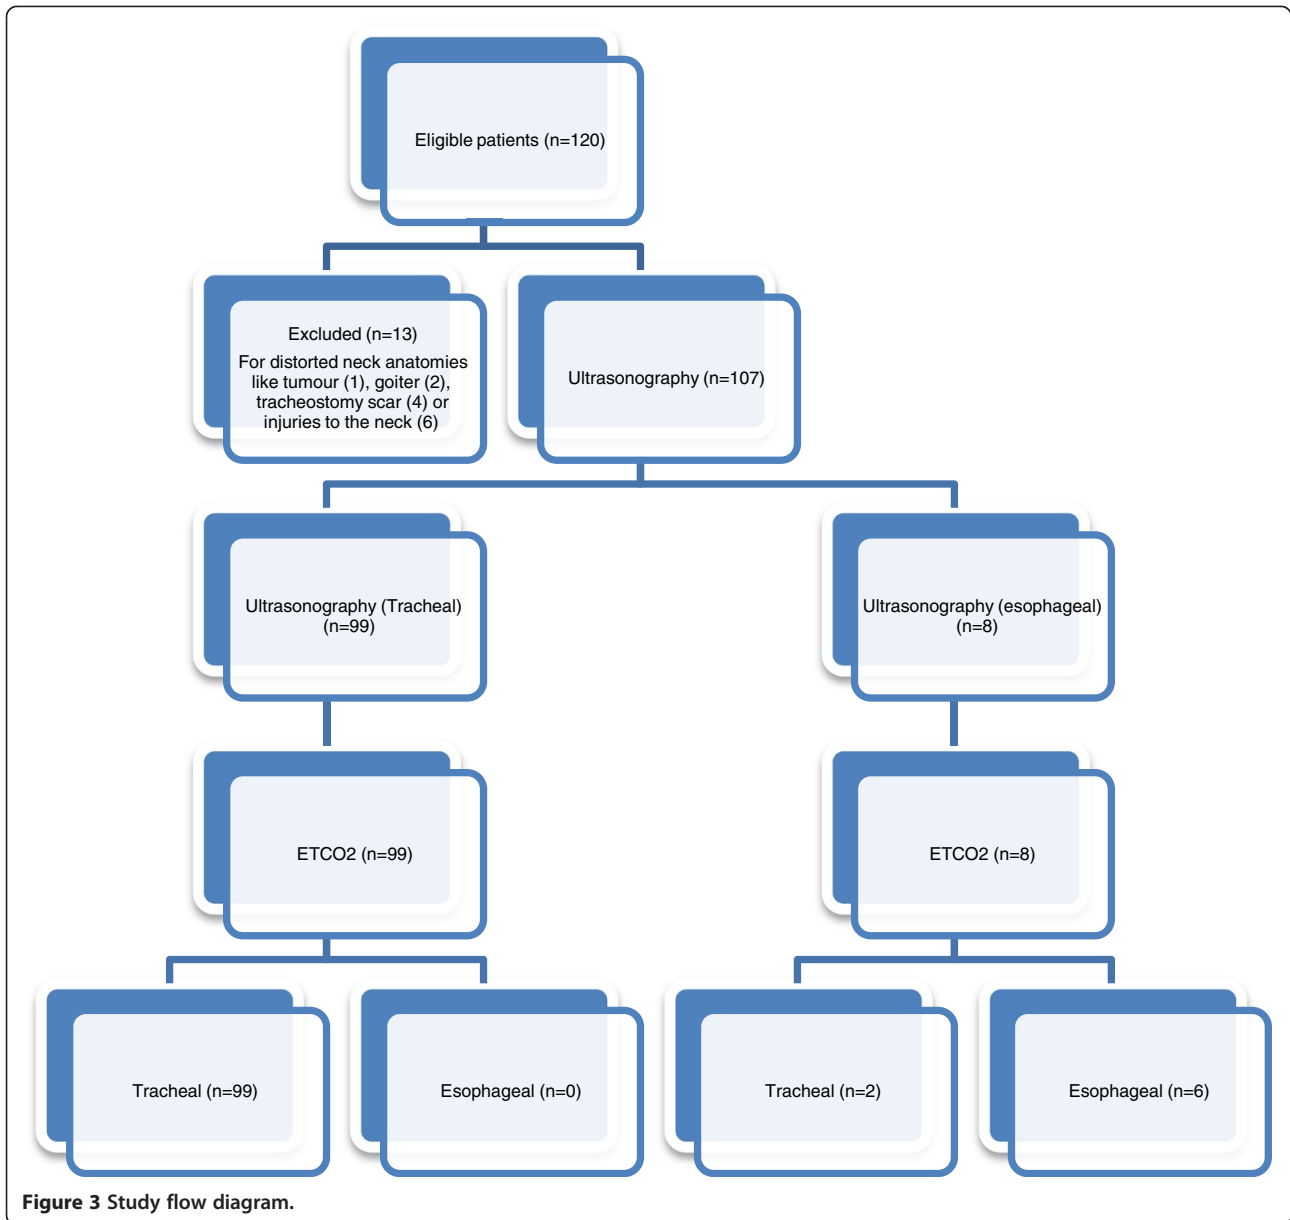 Eligible patients (n=120)
Excluded (n=13)
For distorted neck anatomies
like tumour (1), goiter (2),
tracheostomy scar (4) or
injuries to the neck (6)
Ultrasonography (n=107)
Ultrasonography (Tracheal)
(n=99)
Ultrasonography (esophageal)
(n=8)
ETCO2 (n=99)
ETCO2 (n=8)
Tracheal (n=99)
Esophageal (n=0)
Tracheal (n=2)
Esophageal (n=6)
Figure 3 Study flow diagram.